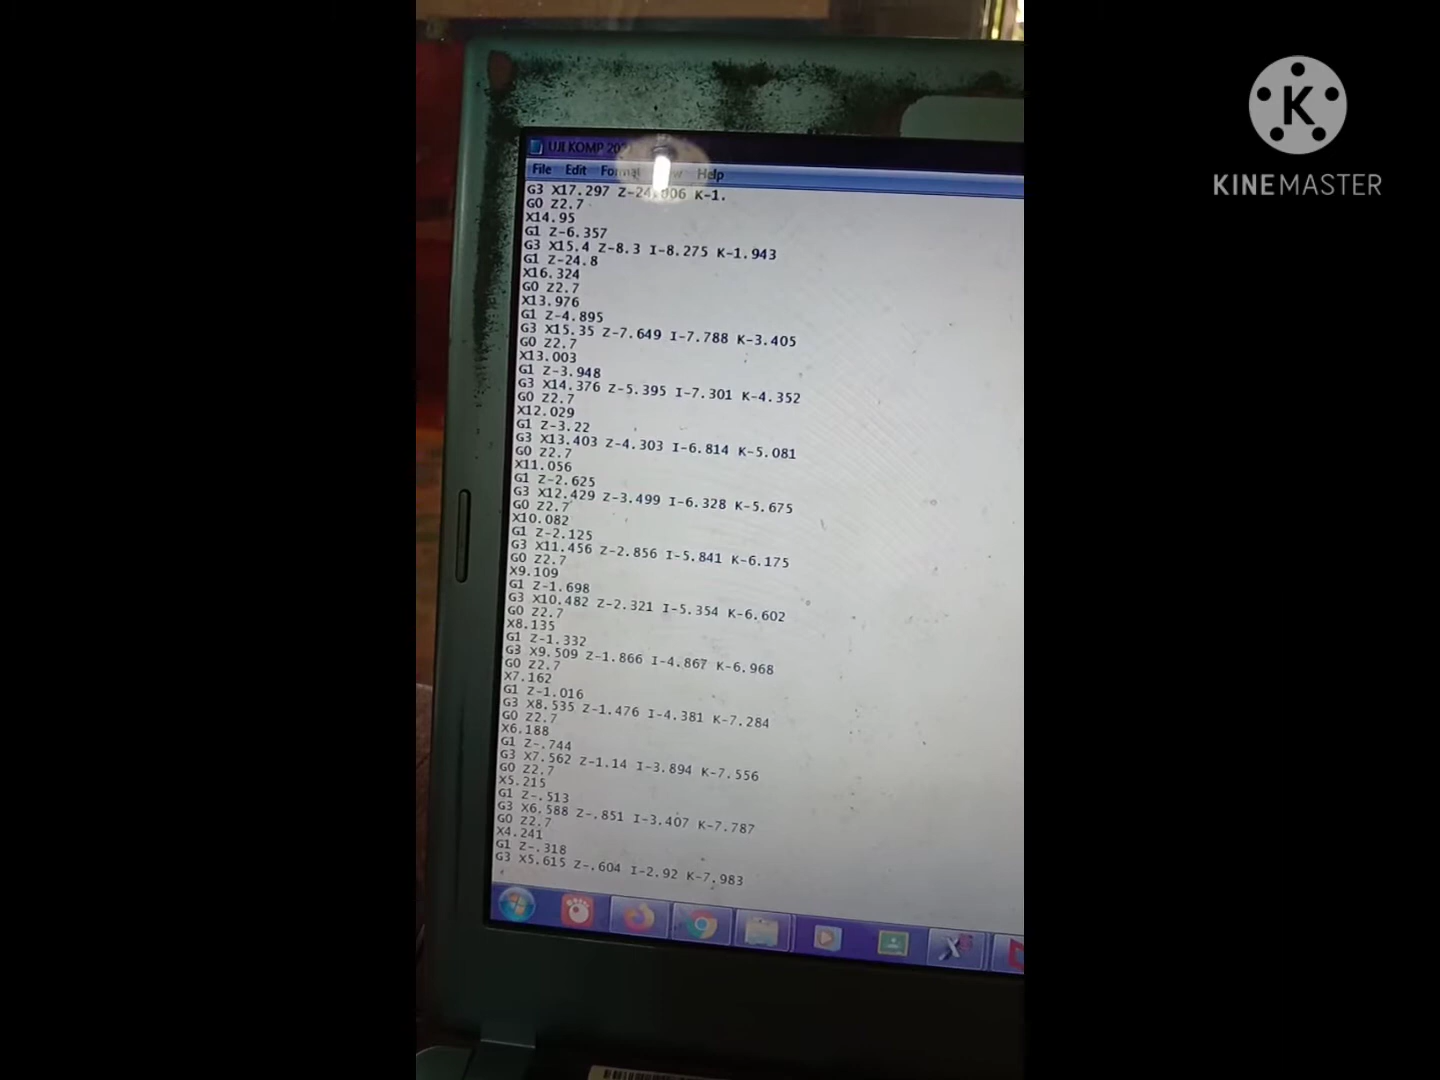 K
KINEMASTER
UJI KOMP
File Edit Help
G3 X17.297 Z-24.006 K-1.
G0 Z2.7
X14.95
G1 Z-6.357
G3 X15.4 Z-8.3 I-8.275 K-1.943
G1 Z-24.8
X16.324
G0 Z2.7
X13.976
G1 Z-4.895
G3 X15.35 Z-7.649 I-7.788 K-3.405
G0 Z2.7
X13.003
G1 Z-3.948
G3 X14.376 Z-5.395 I-7.301 K-4.352
G0 Z2.7
X12.029
G1 Z-3.22
G3 X13.403 Z-4.303 I-6.814 K-5.081
G0 Z2.7
X11.056
G1 Z-2.625
G3 X12.429 Z-3.499 I-6.328 K-5.675
G0 Z2.7
X10.082
G1 Z-2.125
G3 X11.456 Z-2.856 I-5.841 K-6.175
G0 Z2.7
X9.109
G1 Z-1.698
G3 X10.482 Z-2.321 I-5.354 K-6.602
G0 Z2.7
X8.135
G1 Z-1.332
G3 X9.509 Z-1.866 I-4.867 K-6.968
G0 Z2.7
X7.162
G1 Z-1.016
G3 X8.535 Z-1.476 I-4.381 K-7.284
G0 Z2.7
X6.188
G1 Z-.744
G3 X7.562 Z-1.14 I-3.894 K-7.556
G0 Z2.7
X5.215
G1 Z-.513
G3 X6.588 Z-.851 I-3.407 K-7.787
G0 Z2.7
X4.241
G1 Z-.318
G3 X5.615 Z-.604 I-2.92 K-7.983